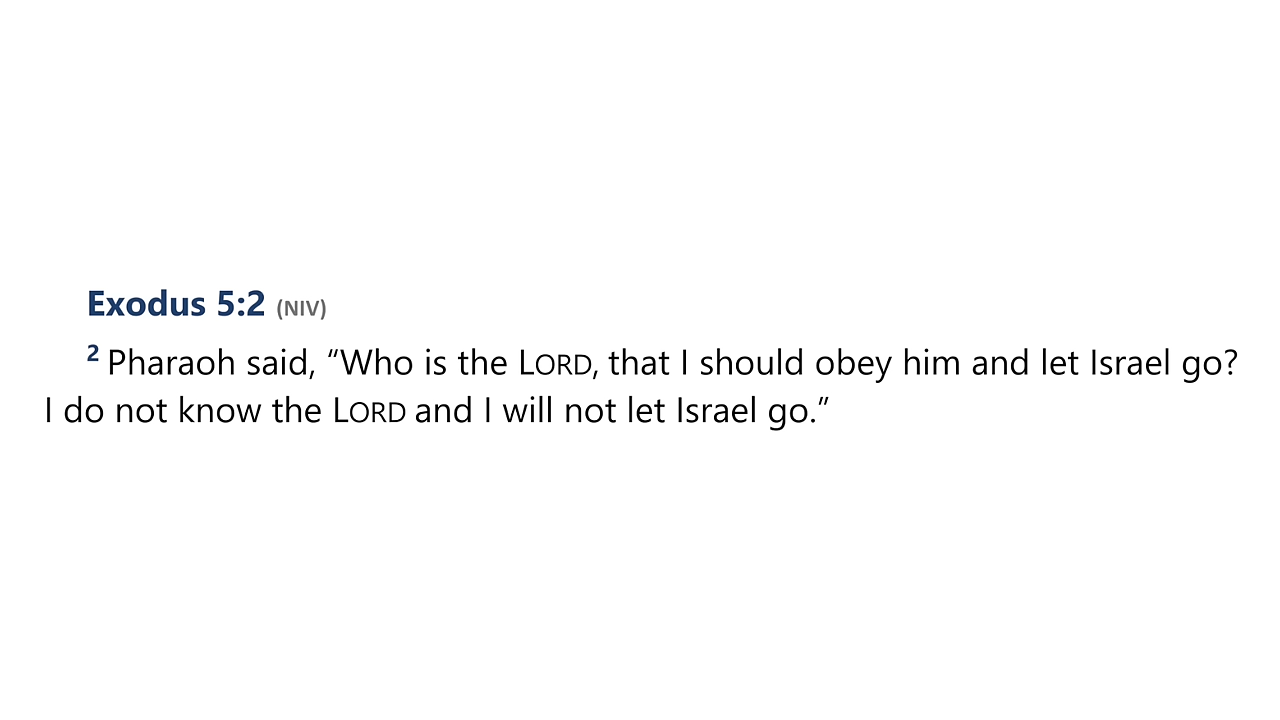 Exodus 5:2 (NIV)
2 Pharaoh said, “Who is the LORD, that I should obey him and let Israel go?
I do not know the LORD and I will not let Israel go.”